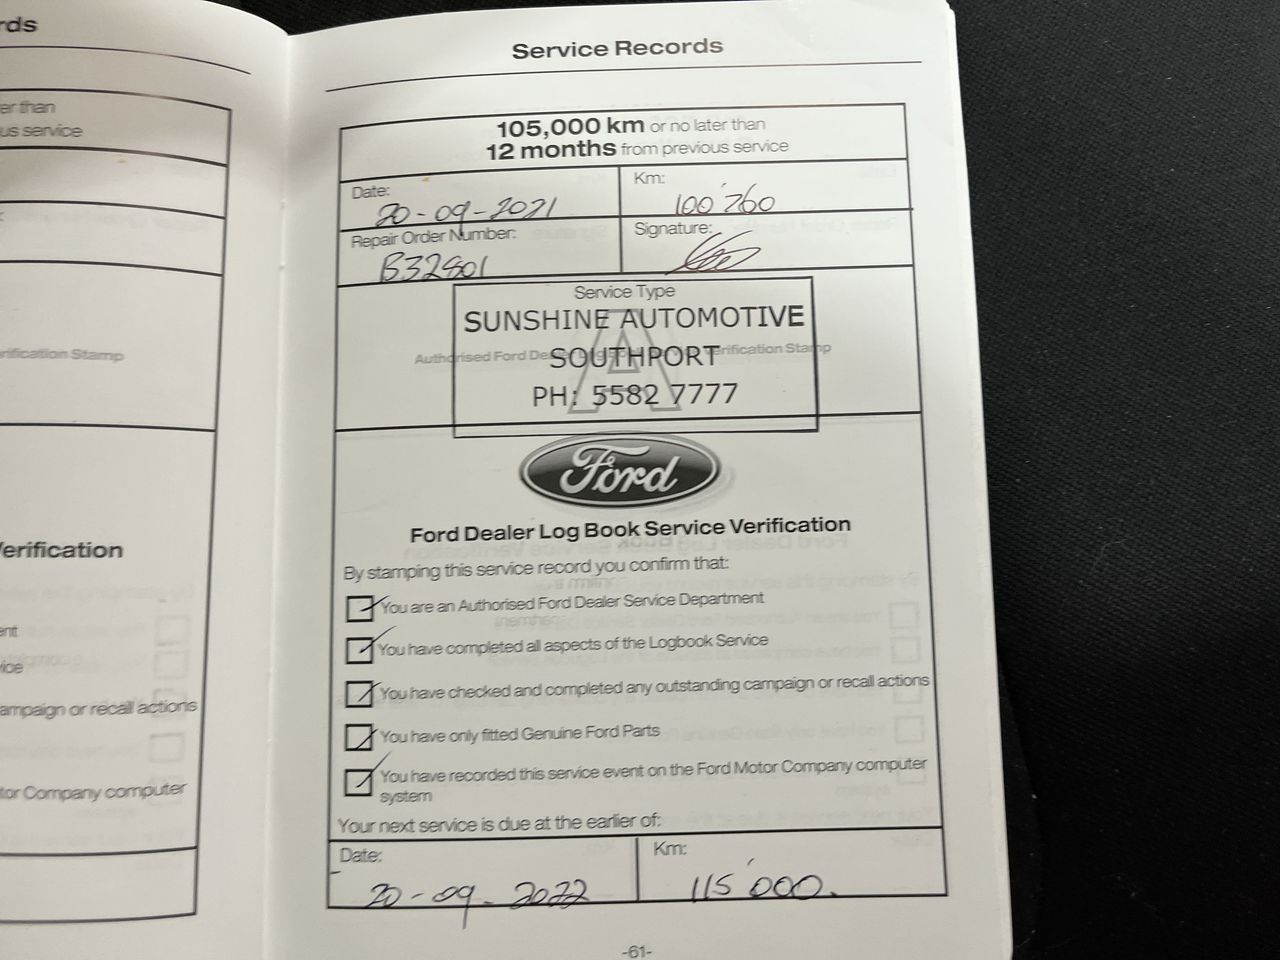 rds
er than
us service
rification Stamp
erification
ent
vice
ampaign or recall actions
tor Company computer
Service Records
105,000 km or no later than
12 months from previous service
Date:
20-09-2021
Km:
100'760
Repair Order Number:
B32801
Signature:
Service Type
SUNSHINE AUTOMOTIVE
Authorised Ford De
SOUTHPORT
Verification Stamp
PH: 5582 7777
A
Ford
Ford Dealer Log Book Service Verification
By stamping this service record you confirm that:
You are an Authorised Ford Dealer Service Department
You have completed all aspects of the Logbook Service
You have checked and completed any outstanding campaign or recall actions
You have only fitted Genuine Ford Parts
You have recorded this service event on the Ford Motor Company computer
system
Your next service is due at the earlier of:
Date:
20-09-2022
Km:
115'000.
-61-